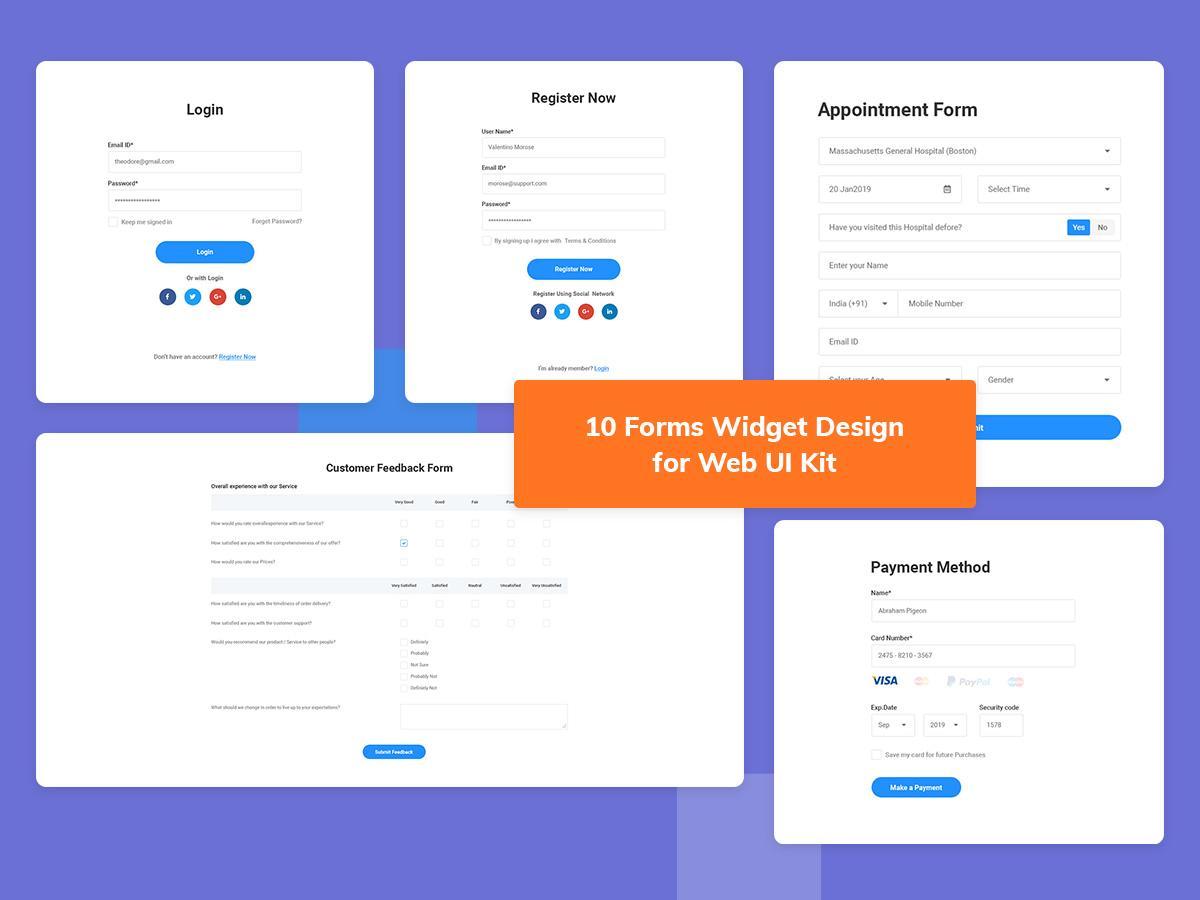 Login
Email ID*
theodore@gmail.com
Password*
Keep me signed in Forget Password?
Login
Or with Login
f G+ in
Don't have an account? Register Now
Register Now
User Name*
Valentino Morose
Email ID*
morose@support.com
Password*
By signing up I agree with Terms & Conditions
Register Now
Register Using Social Network
f G+ in
I'm already member? Login
Appointment Form
Massachusetts General Hospital (Boston)
20 Jan2019 Select Time
Have you visited this Hospital defore? Yes No
Enter your Name
India (+91) Mobile Number
Email ID
Select your Age Gender
10 Forms Widget Design
for Web UI Kit
Customer Feedback Form
Overall experience with our Service
Very Good Good Fair
How would you rate overallexperience with our Service?
How satisfied are you with the comprehensiveness of our offer?
How would you rate our Prices?
Very Satisfied Satisfied Neutral Unsatisfied Very Unsatisfied
How satisfied are you with the timeliness of order delivery?
How satisfied are you with the customer support?
Would you recommend our product / Service to other people?
Definitely
Probably
Not Sure
Probably Not
Definitely Not
What should we change in order to live up to your expectations?
Submit Feedback
Payment Method
Name*
Abraham Pigeon
Card Number*
2475 - 8210 - 3567
VISA PayPal
Exp.Date Security code
Sep 2019 1578
Save my card for future Purchases
Make a Payment